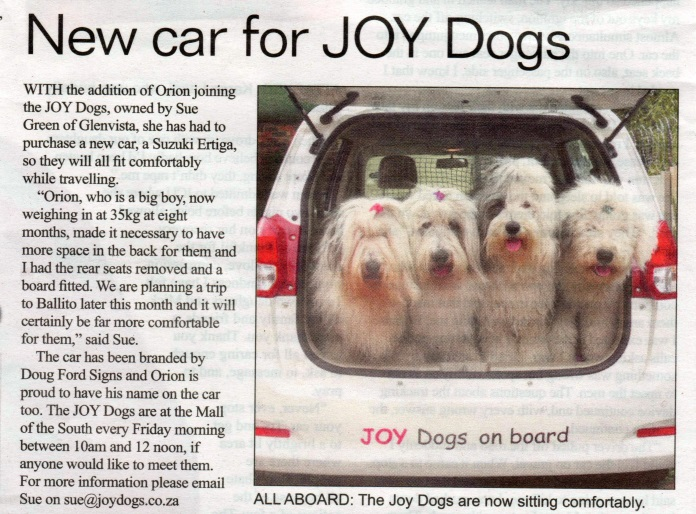 New car for JOY Dogs
WITH the addition of Orion joining
the JOY Dogs, owned by Sue
Green of Glenvista, she has had to
purchase a new car, a Suzuki Ertiga,
so they will all fit comfortably
while travelling.
“Orion, who is a big boy, now
weighing in at 35kg at eight
months, made it necessary to have
more space in the back for them and
I had the rear seats removed and a
board fitted. We are planning a trip
to Ballito later this month and it will
certainly be far more comfortable
for them,” said Sue.
The car has been branded by
Doug Ford Signs and Orion is
proud to have his name on the car
too. The JOY Dogs are at the Mall
of the South every Friday morning
between 10am and 12 noon, if
anyone would like to meet them.
For more information please email
Sue on sue@joydogs.co.za
JOY Dogs on board
ALL ABOARD: The Joy Dogs are now sitting comfortably.